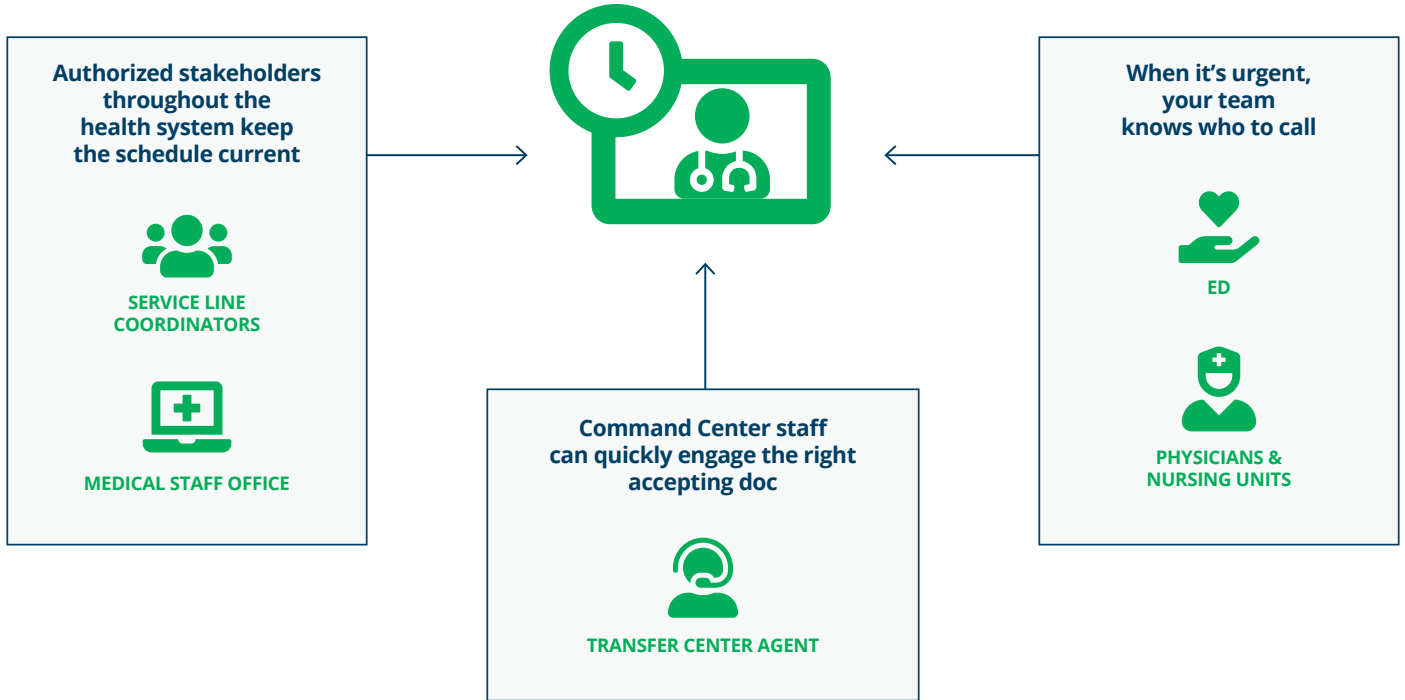 Authorized stakeholders
throughout the
health system keep
the schedule current
SERVICE LINE
COORDINATORS
MEDICAL STAFF OFFICE
Command Center staff
can quickly engage the right
accepting doc
TRANSFER CENTER AGENT
When it’s urgent,
your team
knows who to call
ED
PHYSICIANS &
NURSING UNITS